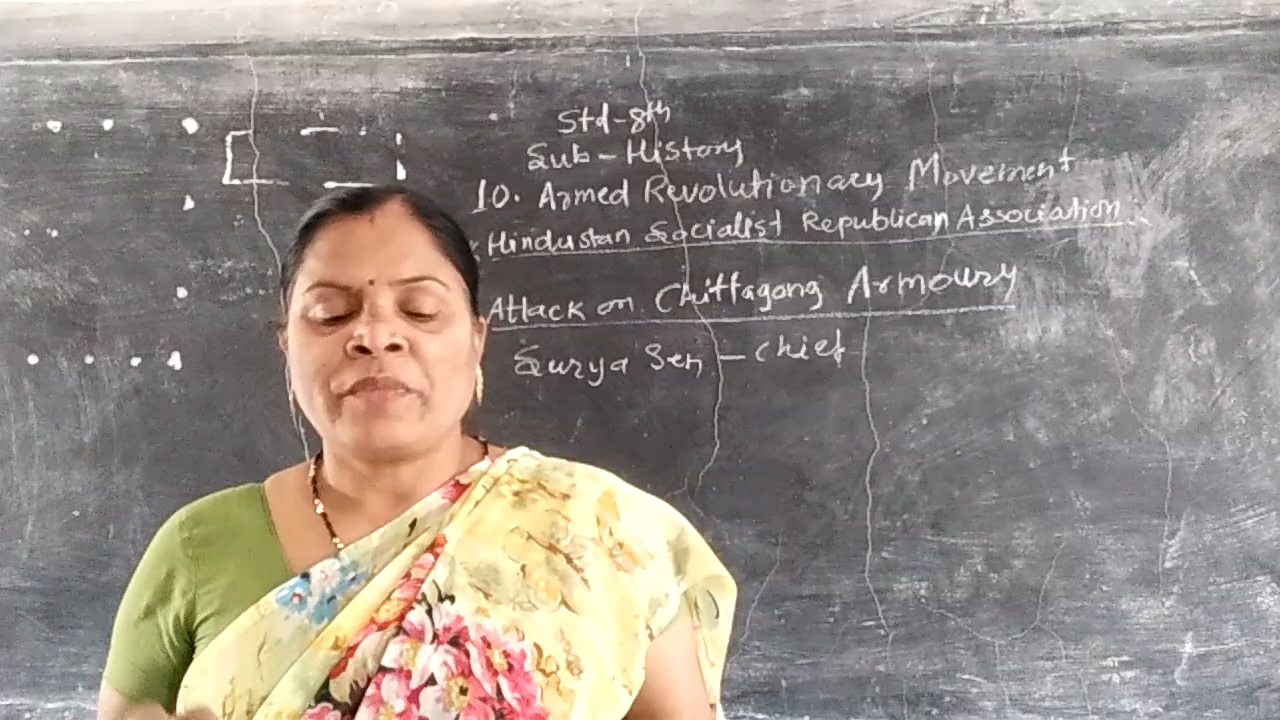 Std-8th
Sub-History
10. Armed Revolutionary Movement
Hindustan Socialist Republican Association
Attack on Chittagong Armoury
Surya Sen - chief